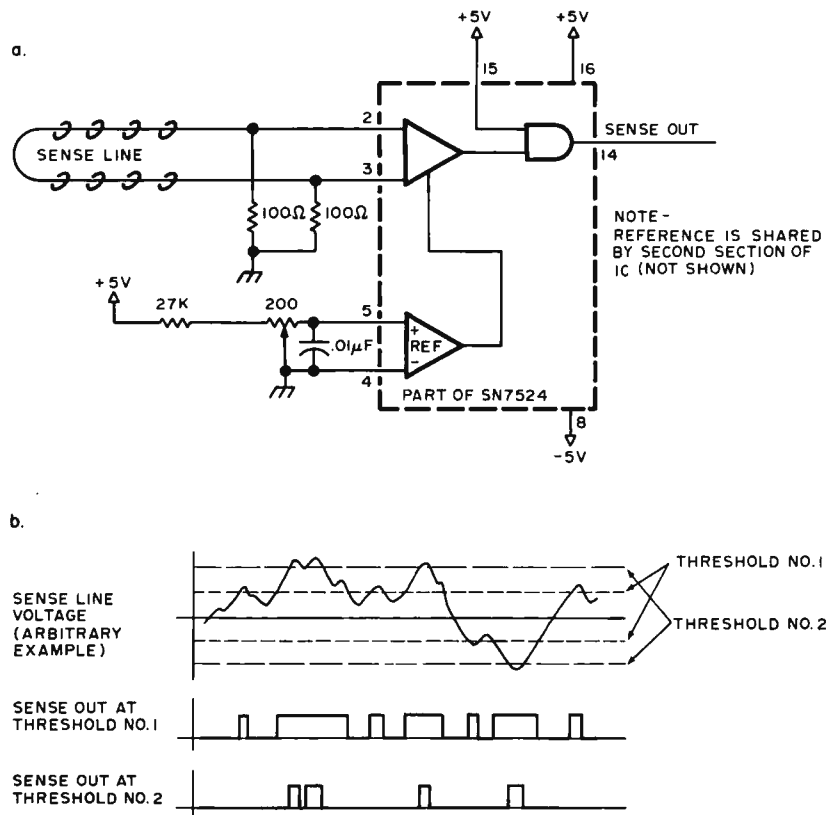 a.
+5V
+5V
15
16
2
SENSE LINE
3
SENSE OUT
14
100Ω
100Ω
NOTE-
REFERENCE IS SHARED
BY SECOND SECTION OF
IC (NOT SHOWN)
+5V
27K
200
5
+
REF
-
.01µF
4
PART OF SN7524
8
-5V
b.
SENSE LINE
VOLTAGE
(ARBITRARY
EXAMPLE)
THRESHOLD NO.1
THRESHOLD NO.2
SENSE OUT AT
THRESHOLD NO.1
SENSE OUT AT
THRESHOLD NO.2